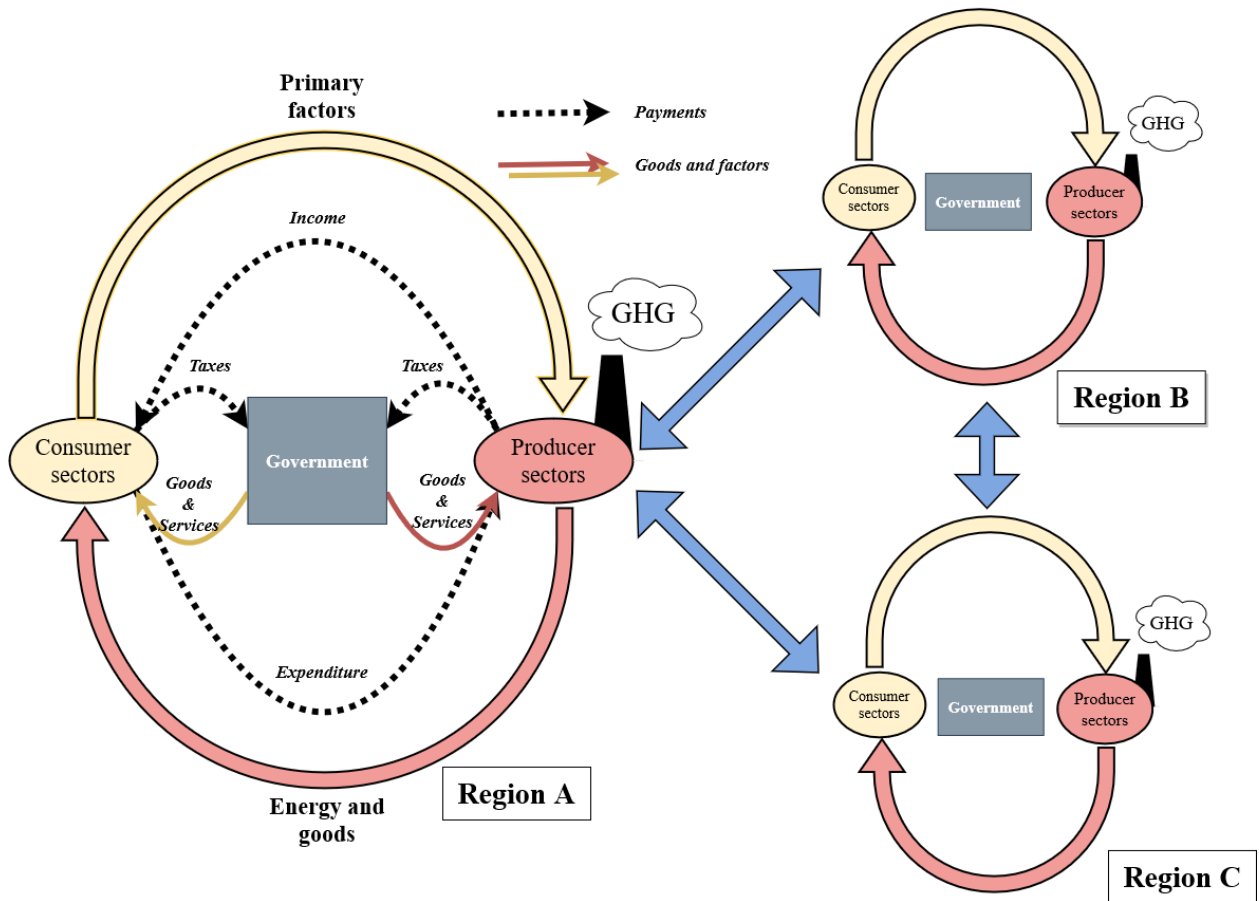 Primary
factors
Payments
Goods and factors
Income
GHG
Taxes
Taxes
Consumer
sectors
Government
Producer
sectors
Goods
&
Services
Goods
&
Services
Expenditure
Energy and
goods
Region A
GHG
Consumer
sectors
Government
Producer
sectors
Region B
GHG
Consumer
sectors
Government
Producer
sectors
Region C